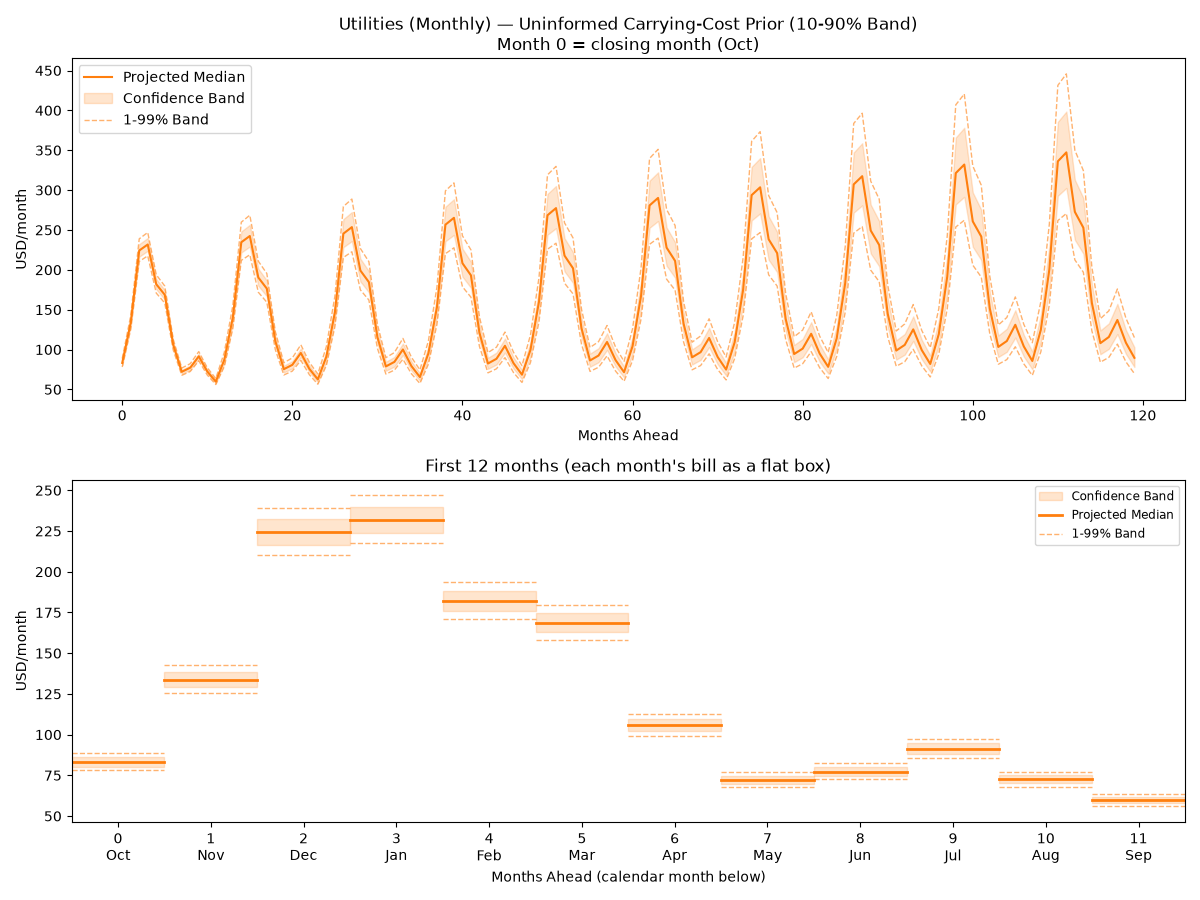 Utilities (Monthly) — Uninformed Carrying-Cost Prior (10-90% Band)
Month 0 = closing month (Oct)
Projected Median
Confidence Band
1-99% Band
USD/month
450
400
350
300
250
200
150
100
50
0 20 40 60 80 100 120
Months Ahead
First 12 months (each month's bill as a flat box)
Confidence Band
Projected Median
1-99% Band
USD/month
250
225
200
175
150
125
100
75
50
0 1 2 3 4 5 6 7 8 9 10 11
Oct Nov Dec Jan Feb Mar Apr May Jun Jul Aug Sep
Months Ahead (calendar month below)